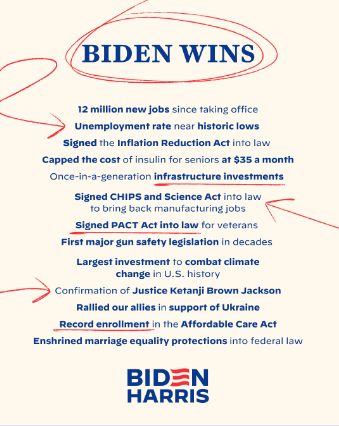 BIDEN WINS
12 million new jobs since taking office
Unemployment rate near historic lows
Signed the Inflation Reduction Act into law
Capped the cost of insulin for seniors at $35 a month
Once-in-a-generation infrastructure investments
Signed CHIPS and Science Act into law
to bring back manufacturing jobs
Signed PACT Act into law for veterans
First major gun safety legislation in decades
Largest investment to combat climate
change in U.S. history
Confirmation of Justice Ketanji Brown Jackson
Rallied our allies in support of Ukraine
Record enrollment in the Affordable Care Act
Enshrined marriage equality protections into federal law
BIDEN
HARRIS